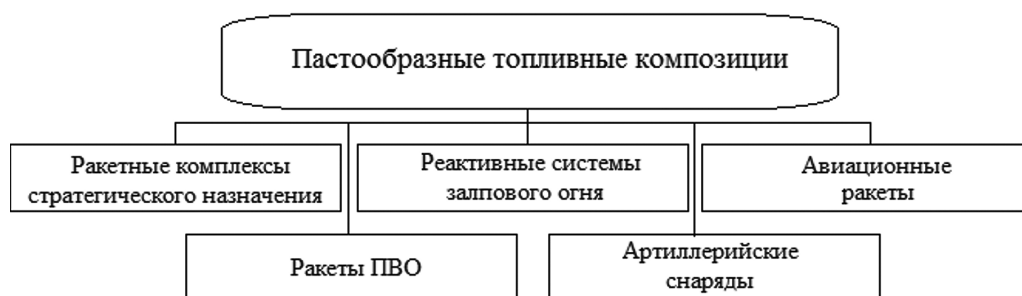 Пастообразные топливные композиции
Ракетные комплексы
стратегического назначения
Реактивные системы
залпового огня
Авиационные
ракеты
Ракеты ПВО
Артиллерийские
снаряды